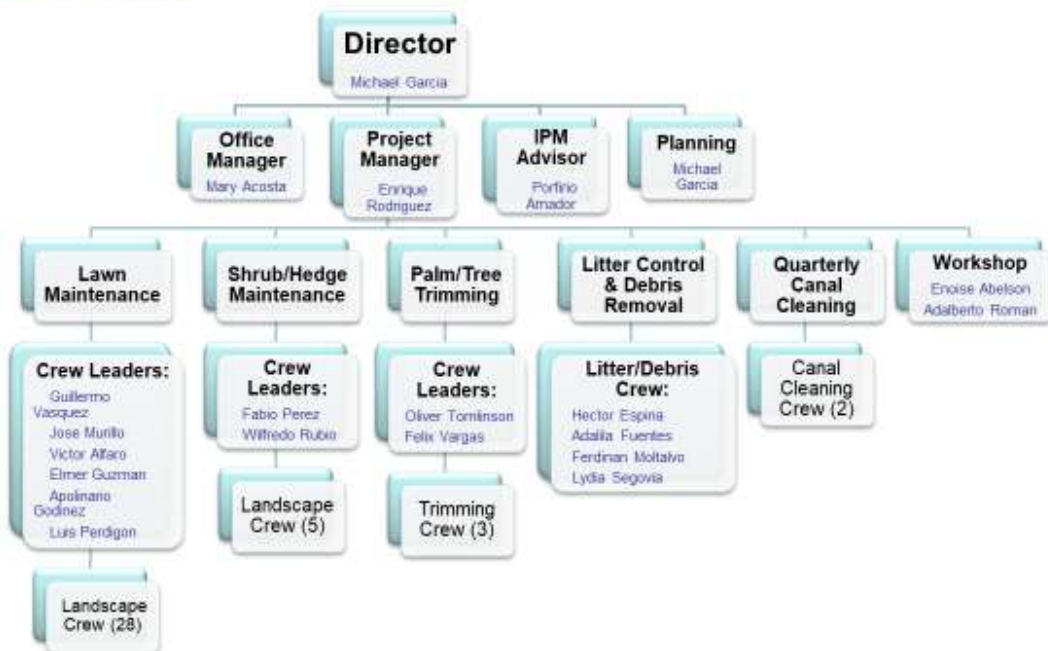 Director
Michael Garcia
Office
Manager
Mary Acosta
Project
Manager
Enrique
Rodriguez
IPM
Advisor
Porfirio
Amador
Planning
Michael
Garcia
Lawn
Maintenance
Shrub/Hedge
Maintenance
Palm/Tree
Trimming
Litter Control
& Debris
Removal
Quarterly
Canal
Cleaning
Workshop
Enoise Abelson
Adalberto Roman
Crew Leaders:
Guillermo
Vasquez
Jose Murillo
Victor Alfaro
Elmer Guzman
Apolinario
Godinez
Luis Perdigon
Crew
Leaders:
Fabio Perez
Wilfredo Rubio
Crew
Leaders:
Oliver Tomlinson
Felix Vargas
Litter/Debris
Crew:
Hector Espina
Adalila Fuentes
Ferdinan Moltalvo
Lydia Segovia
Canal
Cleaning
Crew (2)
Landscape
Crew (5)
Trimming
Crew (3)
Landscape
Crew (28)